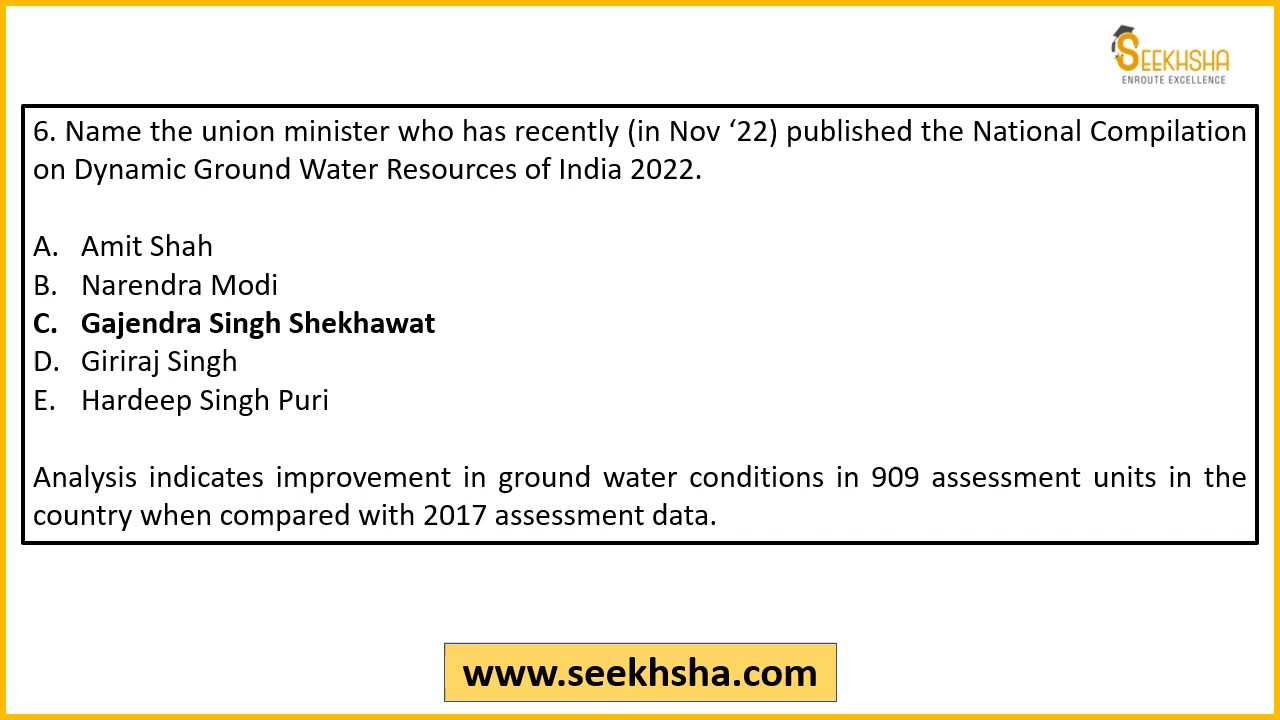 SEEKHSHA
ENROUTE EXCELLENCE
6. Name the union minister who has recently (in Nov ‘22) published the National Compilation
on Dynamic Ground Water Resources of India 2022.
A. Amit Shah
B. Narendra Modi
C. Gajendra Singh Shekhawat
D. Giriraj Singh
E. Hardeep Singh Puri
Analysis indicates improvement in ground water conditions in 909 assessment units in the
country when compared with 2017 assessment data.
www.seekhsha.com